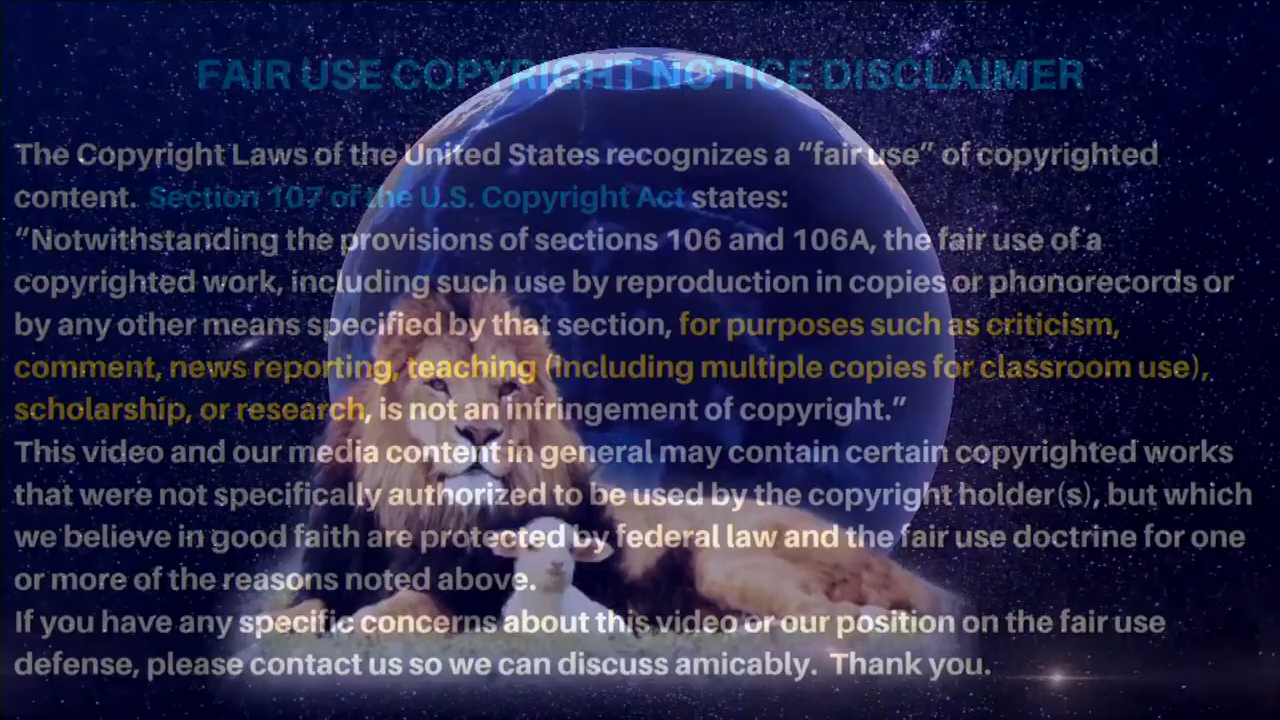 FAIR USE COPYRIGHT NOTICE DISCLAIMER
The Copyright Laws of the United States recognizes a “fair use” of copyrighted
content. Section 107 of the U.S. Copyright Act states:
“Notwithstanding the provisions of sections 106 and 106A, the fair use of a
copyrighted work, including such use by reproduction in copies or phonorecords or
by any other means specified by that section, for purposes such as criticism,
comment, news reporting, teaching (including multiple copies for classroom use),
scholarship, or research, is not an infringement of copyright.”
This video and our media content in general may contain certain copyrighted works
that were not specifically authorized to be used by the copyright holder(s), but which
we believe in good faith are protected by federal law and the fair use doctrine for one
or more of the reasons noted above.
If you have any specific concerns about this video or our position on the fair use
defense, please contact us so we can discuss amicably. Thank you.